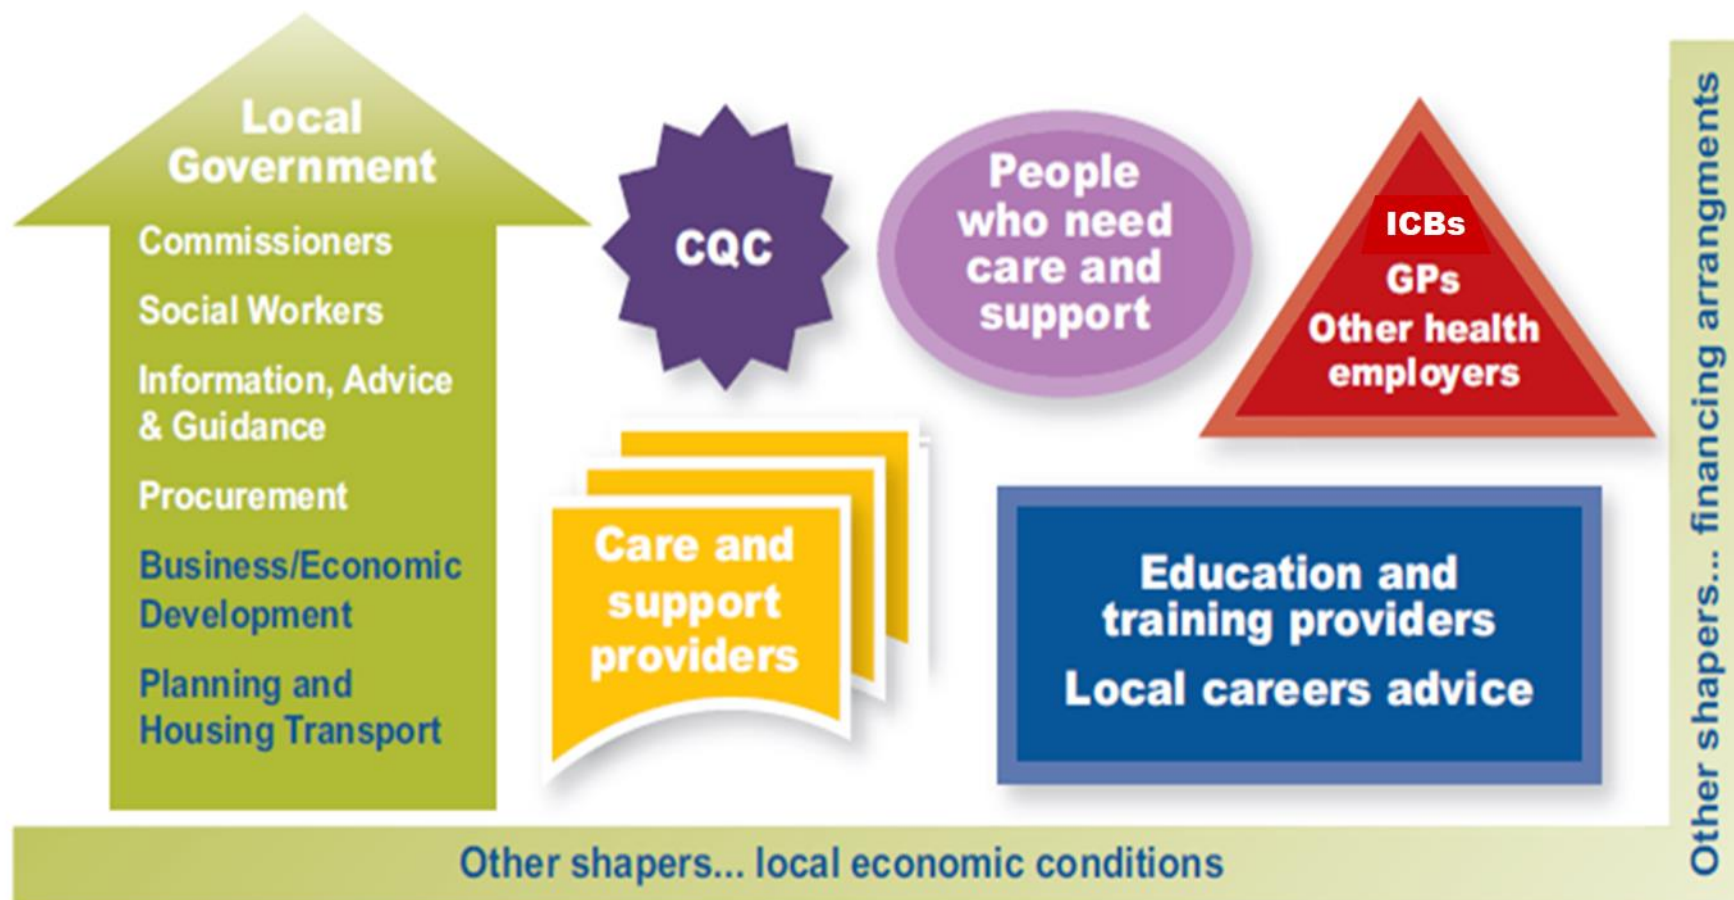 Local
Government
Commissioners
Social Workers
Information, Advice
& Guidance
Procurement
Business/Economic
Development
Planning and
Housing Transport
CQC
People
who need
care and
support
ICBs
GPs
Other health
employers
Care and
support
providers
Education and
training providers
Local careers advice
Other shapers... local economic conditions
Other shapers... financing arrangments